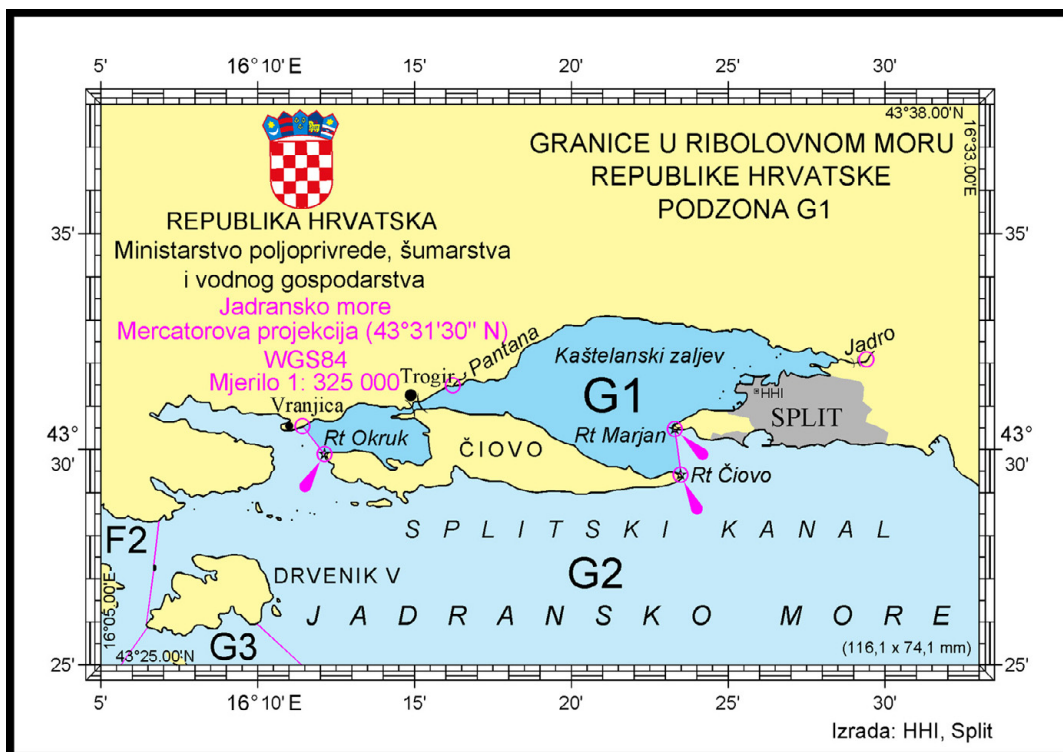 5' 16° 10' E 15' 20' 25' 30'
43°38.00'N
16°33.00'E
GRANICE U RIBOLOVNOM MORU
REPUBLIKE HRVATSKE
PODZONA G1
REPUBLIKA HRVATSKA
Ministarstvo poljoprivrede, šumarstva
i vodnog gospodarstva
Jadransko more
Mercatorova projekcija (43°31'30" N)
WGS84
Mjerilo 1: 325 000
35' 35'
Pantana
Kaštelanski zaljev
Jadro
Trogir
Vranjica
G1
HHI
SPLIT
Rt Okruk
ČIOVO
Rt Marjan
Rt Čiovo
43° 30' 43° 30'
SPLITSKI KANAL
F2
G2
DRVENIK V
JADRANSKO MORE
G3
16°05.00'E
43°25.00'N
(116,1 x 74,1 mm)
25' 25'
5' 16° 10' E 15' 20' 25' 30'
Izrada: HHI, Split